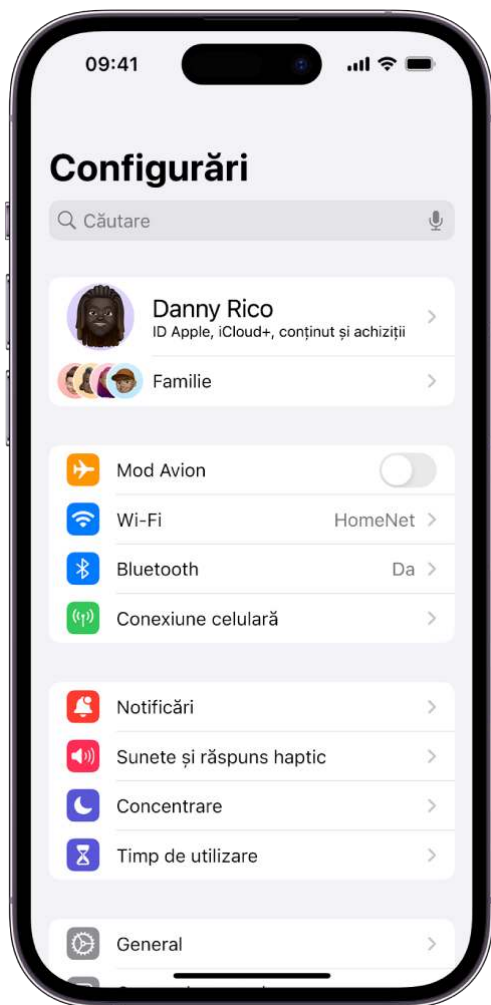 09:41
Configurări
Căutare
Danny Rico
ID Apple, iCloud+, conținut și achiziții
Familie
Mod Avion
Wi-Fi HomeNet
Bluetooth Da
Conexiune celulară
Notificări
Sunete și răspuns haptic
Concentrare
Timp de utilizare
General